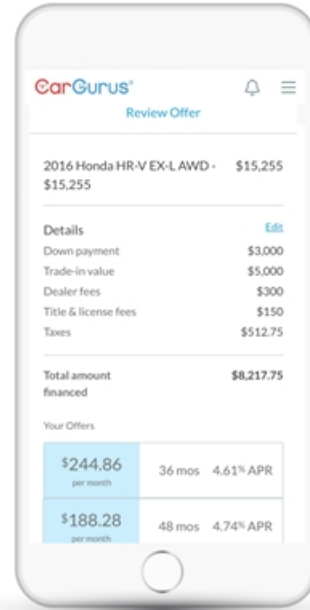 CarGurus®
Review Offer
2016 Honda HR-V EX-L AWD - $15,255
$15,255
Details Edit
Down payment $3,000
Trade-in value $5,000
Dealer fees $300
Title & license fees $150
Taxes $512.75
Total amount $8,217.75
financed
Your Offers
$244.86 36 mos 4.61% APR
per month
$188.28 48 mos 4.74% APR
per month